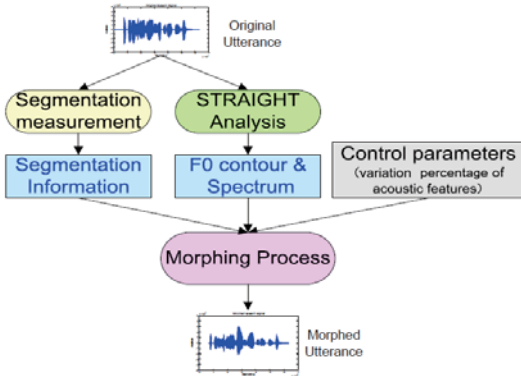 Original
Utterance
Segmentation
measurement
STRAIGHT
Analysis
Segmentation
Information
F0 contour &
Spectrum
Control parameters
(variation percentage of
acoustic features)
Morphing Process
Morphed
Utterance